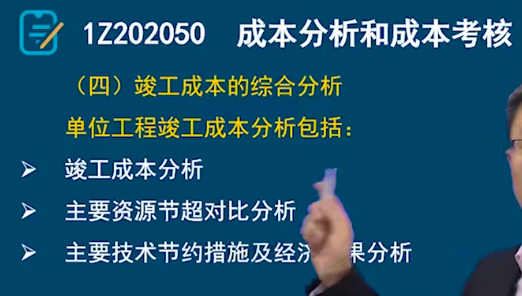 1Z202050 成本分析和成本考核
（四）竣工成本的综合分析
单位工程竣工成本分析包括：
竣工成本分析
主要资源节超对比分析
主要技术节约措施及经济果分析